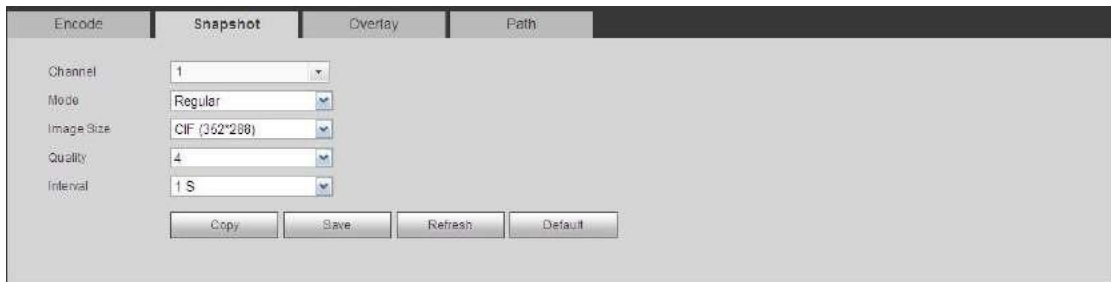 Encode Snapshot Overlay Path
Channel 1
Mode Regular
Image Size CIF (352*288)
Quality 4
Interval 1 S
Copy Save Refresh Default